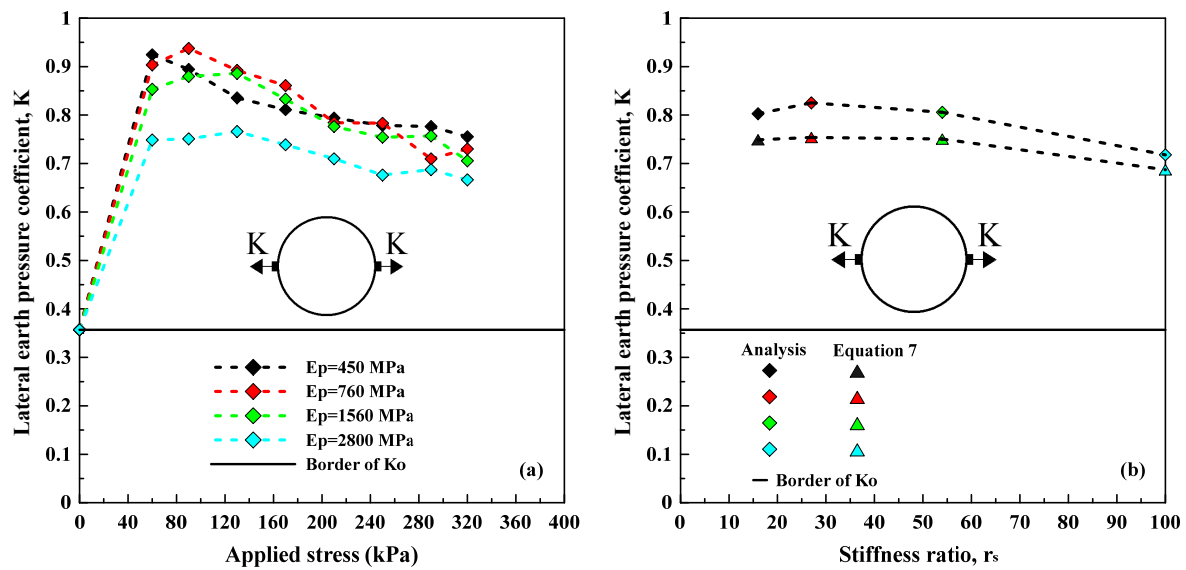 Lateral earth pressure coefficient, K
1
0.9
0.8
0.7
0.6
0.5
0.4
0.3
0.2
0.1
0
K K
Ep=450 MPa
Ep=760 MPa
Ep=1560 MPa
Ep=2800 MPa
Border of Ko
(a)
0 40 80 120 160 200 240 280 320 360 400
Applied stress (kPa)
Lateral earth pressure coefficient, K
1
0.9
0.8
0.7
0.6
0.5
0.4
0.3
0.2
0.1
0
K K
Analysis Equation 7
Border of Ko
(b)
0 10 20 30 40 50 60 70 80 90 100
Stiffness ratio, rs